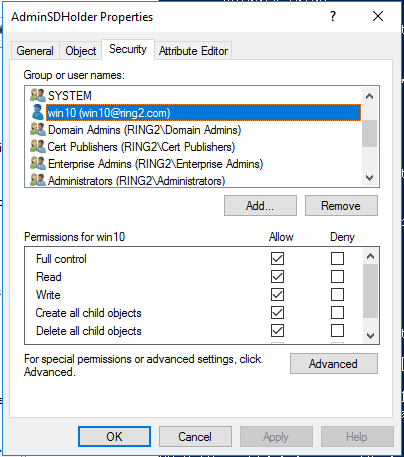 AdminSDHolder Properties
General
Object
Security
Attribute Editor
Group or user names:
SYSTEM
win10 (win10@ring2.com)
Domain Admins (RING2\Domain Admins)
Cert Publishers (RING2\Cert Publishers)
Enterprise Admins (RING2\Enterprise Admins)
Administrators (RING2\Administrators)
Add...
Remove
Permissions for win10
Allow
Deny
Full control
Read
Write
Create all child objects
Delete all child objects
For special permissions or advanced settings, click
Advanced.
Advanced
OK
Cancel
Apply
Help